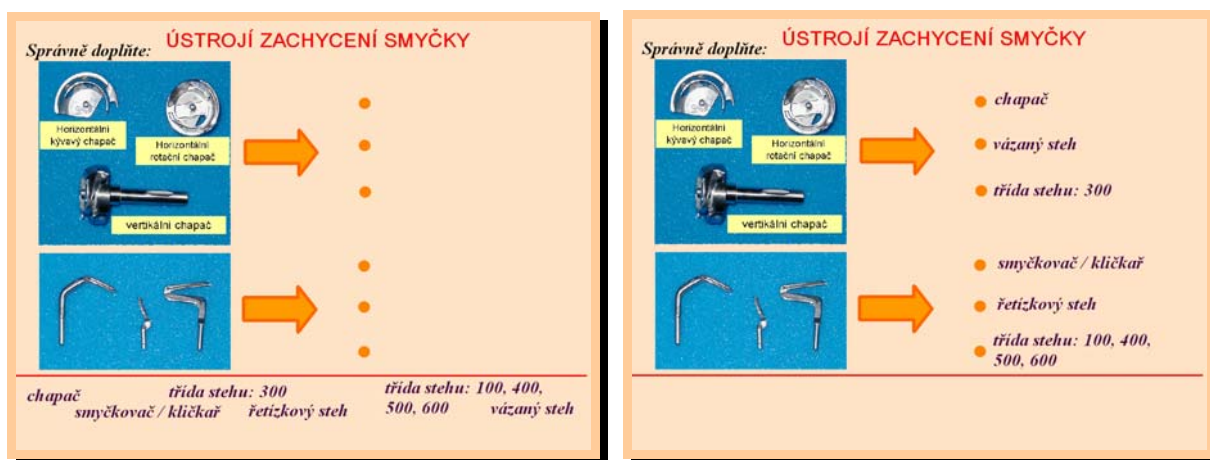 ÚSTROJÍ ZACHYCENÍ SMYČKY
Správně doplňte:
Horizontální
kývavý chapač
Horizontální
rotační chapač
vertikální chapač
chapač
třída stehu: 300
třída stehu: 100, 400,
500, 600
smyčkovač / kličkař
řetízkový steh
vázaný steh
ÚSTROJÍ ZACHYCENÍ SMYČKY
Správně doplňte:
Horizontální
kývavý chapač
Horizontální
rotační chapač
vertikální chapač
chapač
vázaný steh
třída stehu: 300
smyčkovač / kličkař
řetízkový steh
třída stehu: 100, 400,
500, 600